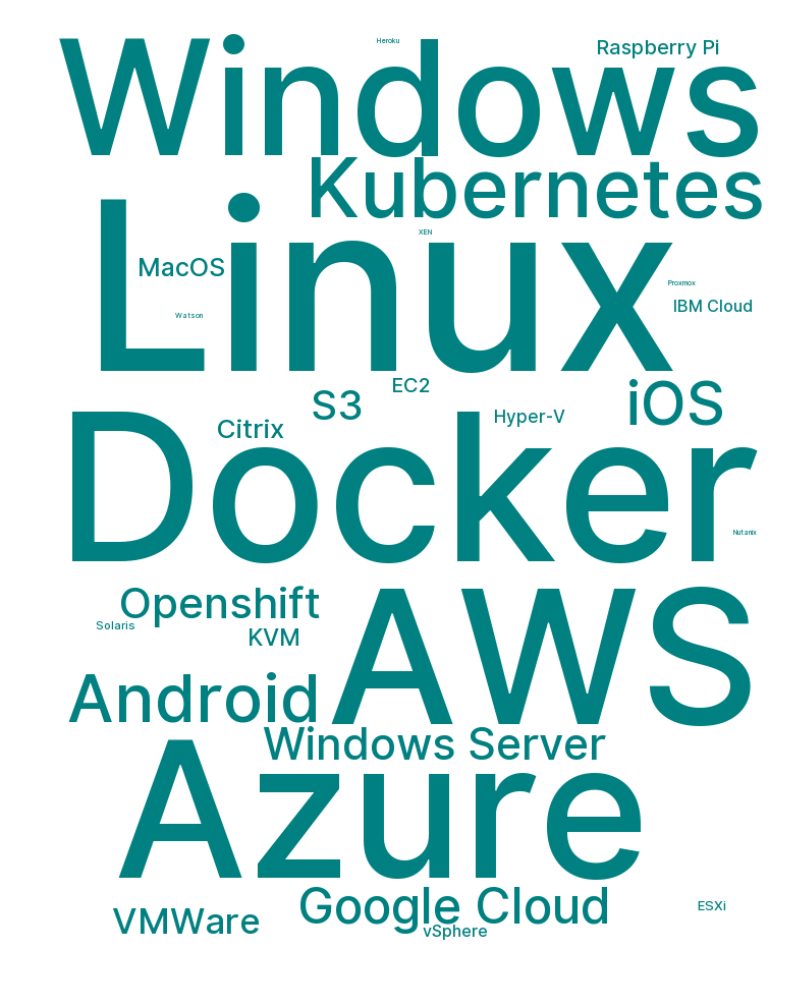 Heroku
Raspberry Pi
Windows
Kubernetes
Linux
XEN
MacOS
Proxmox
IBM Cloud
Watson
EC2
S3
iOS
Hyper-V
Citrix
Docker
Nutanix
Openshift
Solaris
KVM
AWS
Android
Windows Server
Azure
Google Cloud
ESXi
VMWare
vSphere